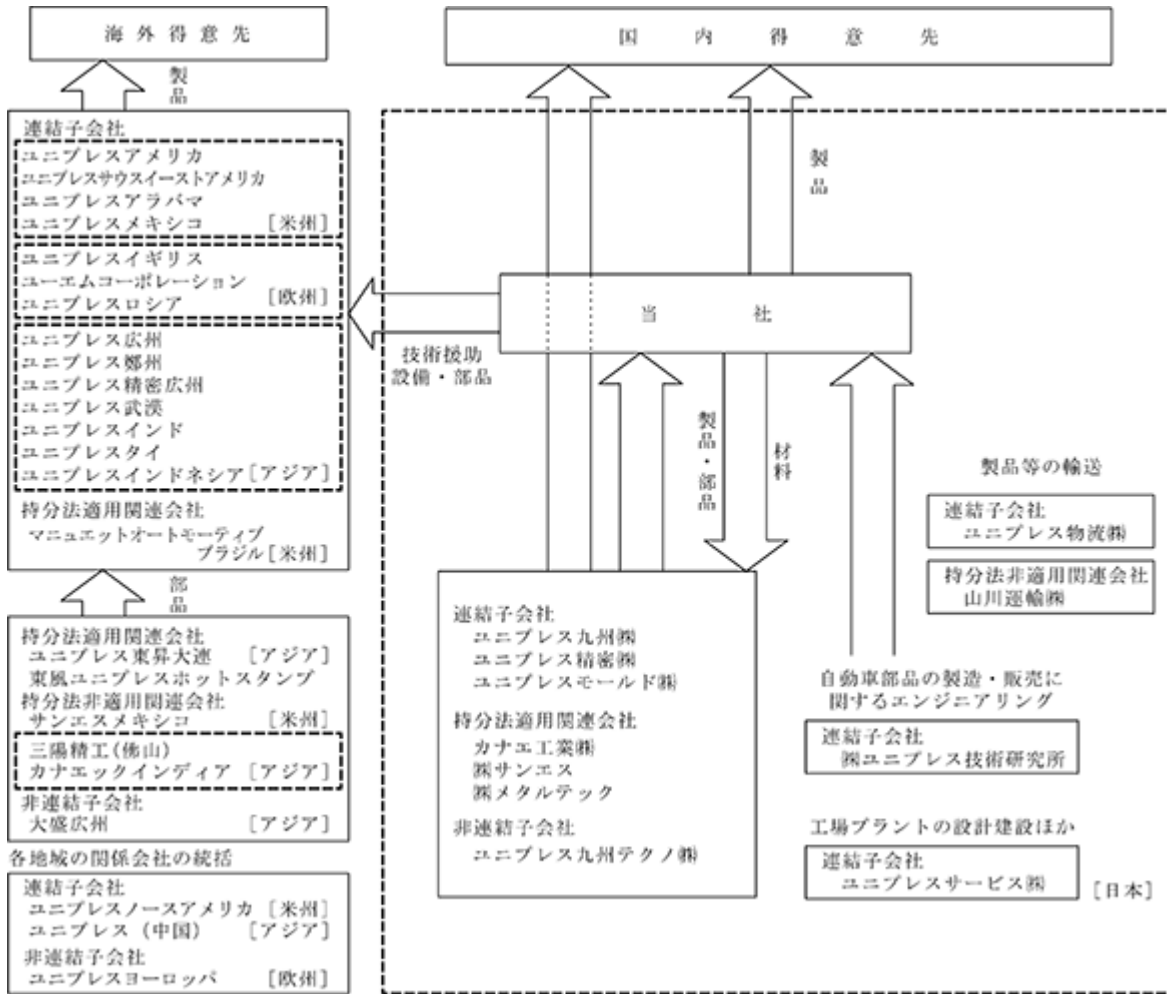 海外得意先
国内得意先
製品
連結子会社
ユニプレスアメリカ
ユニプレスサウスイーストアメリカ
ユニプレスアラバマ
ユニプレスメキシコ [米州]
ユニプレスイギリス
ユーエムコーポレーション
ユニプレスロシア [欧州]
ユニプレス広州
ユニプレス鄭州
ユニプレス精密広州
ユニプレス武漢
ユニプレスインド
ユニプレスタイ
ユニプレスインドネシア [アジア]
持分法適用関連会社
マニュエットオートモーティブ
ブラジル [米州]
部品
持分法適用関連会社
ユニプレス東昇大連 [アジア]
東風ユニプレスホットスタンプ
持分法非適用関連会社
サンエスメキシコ [米州]
三陽精工(佛山)
カナエックインディア [アジア]
非連結子会社
大盛広州 [アジア]
各地域の関係会社の統括
連結子会社
ユニプレスノースアメリカ [米州]
ユニプレス（中国） [アジア]
非連結子会社
ユニプレスヨーロッパ [欧州]
製品
当社
技術援助
設備・部品
製品・部品
材料
連結子会社
ユニプレス九州㈱
ユニプレス精密㈱
ユニプレスモールド㈱
持分法適用関連会社
カナエ工業㈱
㈱サンエス
㈱メタルテック
非連結子会社
ユニプレス九州テクノ㈱
製品等の輸送
連結子会社
ユニプレス物流㈱
持分法非適用関連会社
山川運輸㈱
自動車部品の製造・販売に
関するエンジニアリング
連結子会社
㈱ユニプレス技術研究所
工場プラントの設計建設ほか
連結子会社
ユニプレスサービス㈱
[日本]